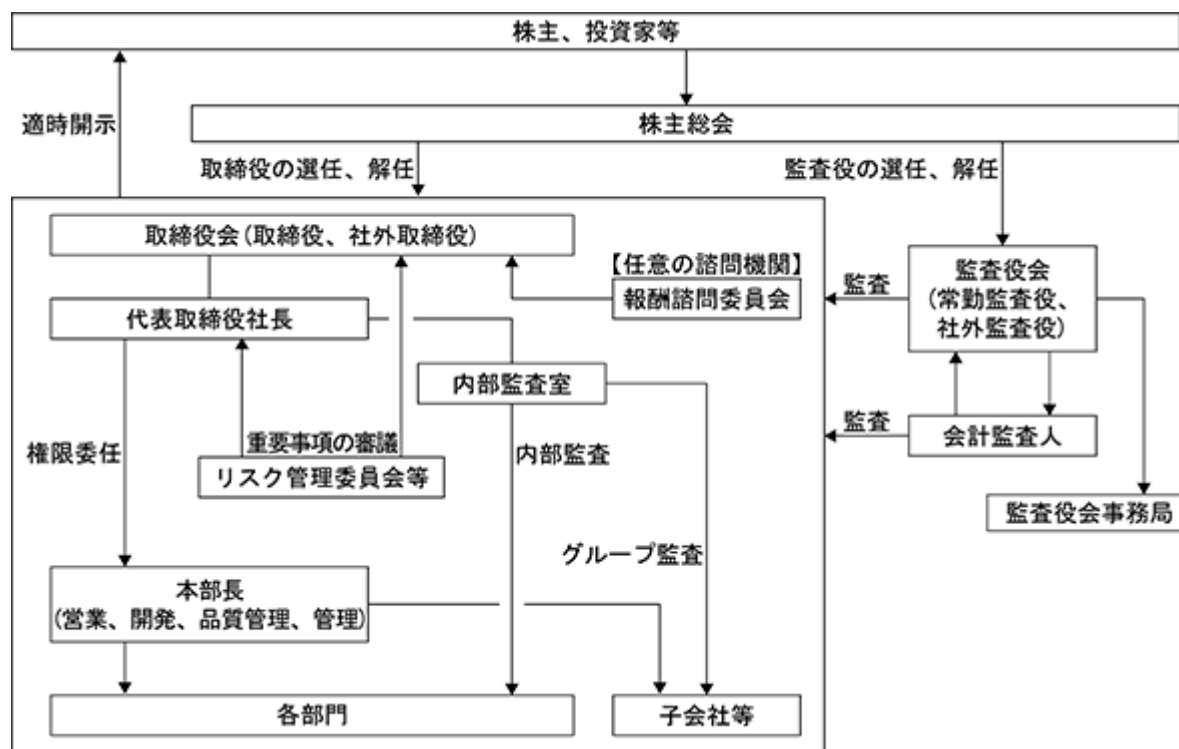 株主、投資家等
適時開示
株主総会
取締役の選任、解任
監査役の選任、解任
取締役会(取締役、社外取締役)
【任意の諮問機関】
報酬諮問委員会
監査
監査役会
(常勤監査役、
社外監査役)
代表取締役社長
内部監査室
監査
会計監査人
権限委任
重要事項の審議
リスク管理委員会等
内部監査
監査役会事務局
グループ監査
本部長
(営業、開発、品質管理、管理)
各部門
子会社等